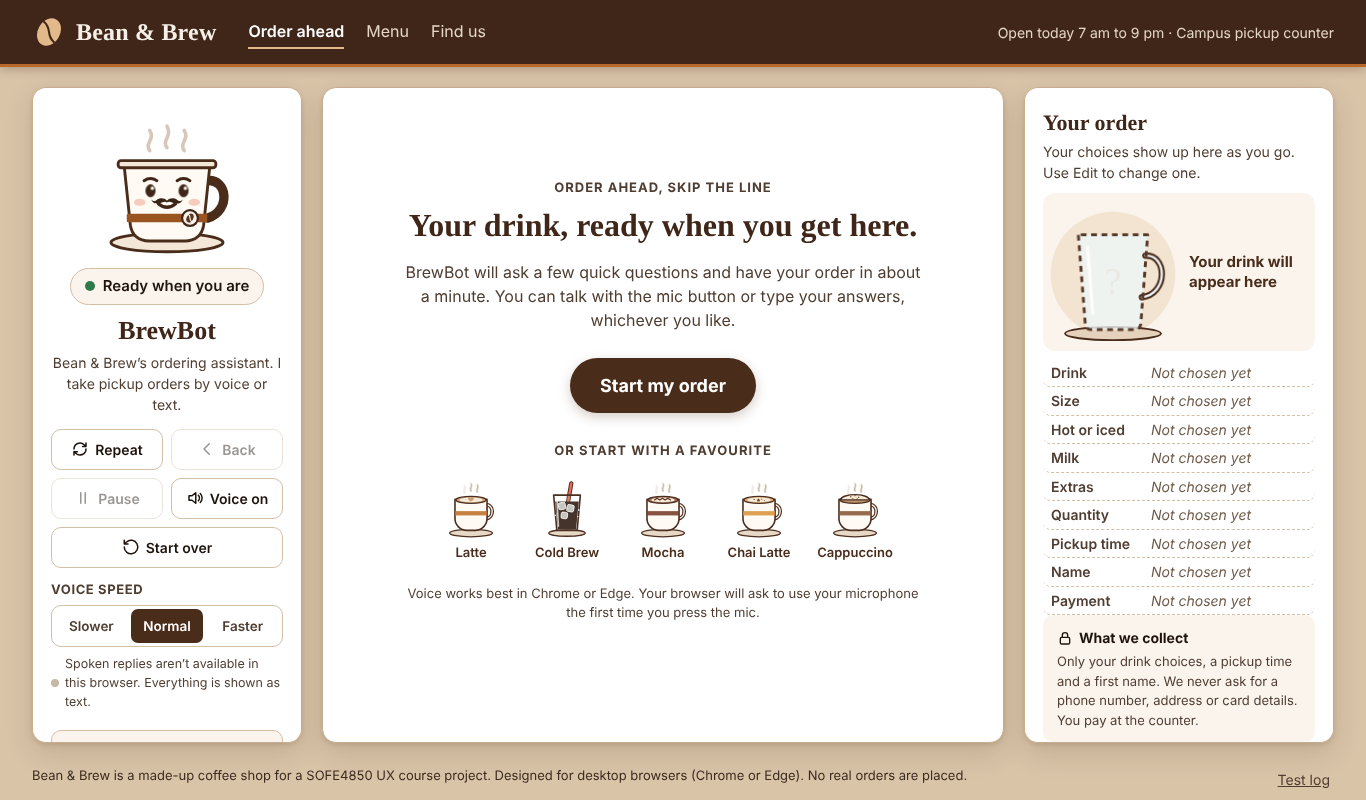 Bean & Brew
Order ahead
Menu
Find us
Open today 7 am to 9 pm · Campus pickup counter
Ready when you are
BrewBot
Bean & Brew’s ordering assistant. I
take pickup orders by voice or
text.
Repeat
Back
Pause
Voice on
Start over
VOICE SPEED
Slower
Normal
Faster
Spoken replies aren’t available in
this browser. Everything is shown as
text.
ORDER AHEAD, SKIP THE LINE
Your drink, ready when you get here.
BrewBot will ask a few quick questions and have your order in about
a minute. You can talk with the mic button or type your answers,
whichever you like.
Start my order
OR START WITH A FAVOURITE
Latte
Cold Brew
Mocha
Chai Latte
Cappuccino
Voice works best in Chrome or Edge. Your browser will ask to use your microphone
the first time you press the mic.
Your order
Your choices show up here as you go.
Use Edit to change one.
?
Your drink will
appear here
Drink Not chosen yet
Size Not chosen yet
Hot or iced Not chosen yet
Milk Not chosen yet
Extras Not chosen yet
Quantity Not chosen yet
Pickup time Not chosen yet
Name Not chosen yet
Payment Not chosen yet
What we collect
Only your drink choices, a pickup time
and a first name. We never ask for a
phone number, address or card details.
You pay at the counter.
Bean & Brew is a made-up coffee shop for a SOFE4850 UX course project. Designed for desktop browsers (Chrome or Edge). No real orders are placed.
Test log